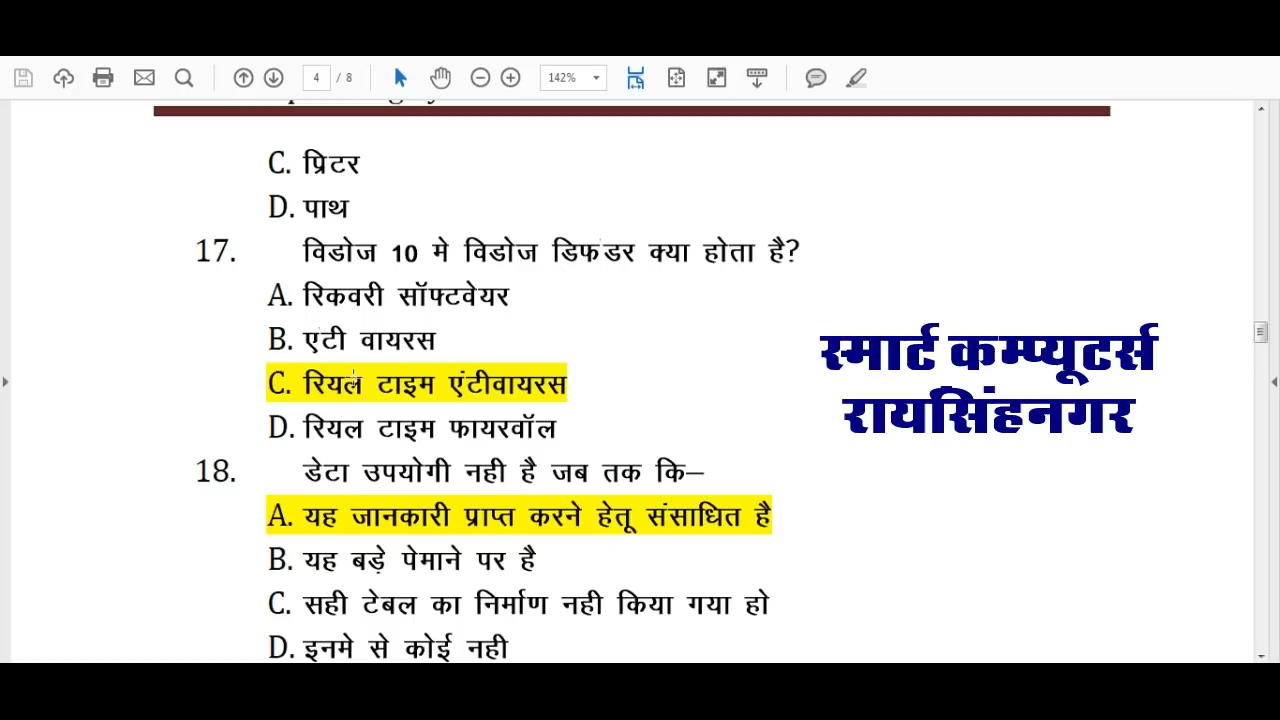 4 / 8
142%
C. प्रिटर
D. पाथ
17. विडोज 10 मे विडोज डिफंडर क्या होता है?
A. रिकवरी सॉफ्टवेयर
B. एंटी वायरस
C. रियल टाइम एंटीवायरस
D. रियल टाइम फायरवॉल
स्मार्ट कम्प्यूटर्स
रायसिंहनगर
18. डेटा उपयोगी नही है जब तक कि–
A. यह जानकारी प्राप्त करने हेतू संसाधित है
B. यह बड़े पेमाने पर है
C. सही टेबल का निर्माण नही किया गया हो
D. इनमे से कोई नही